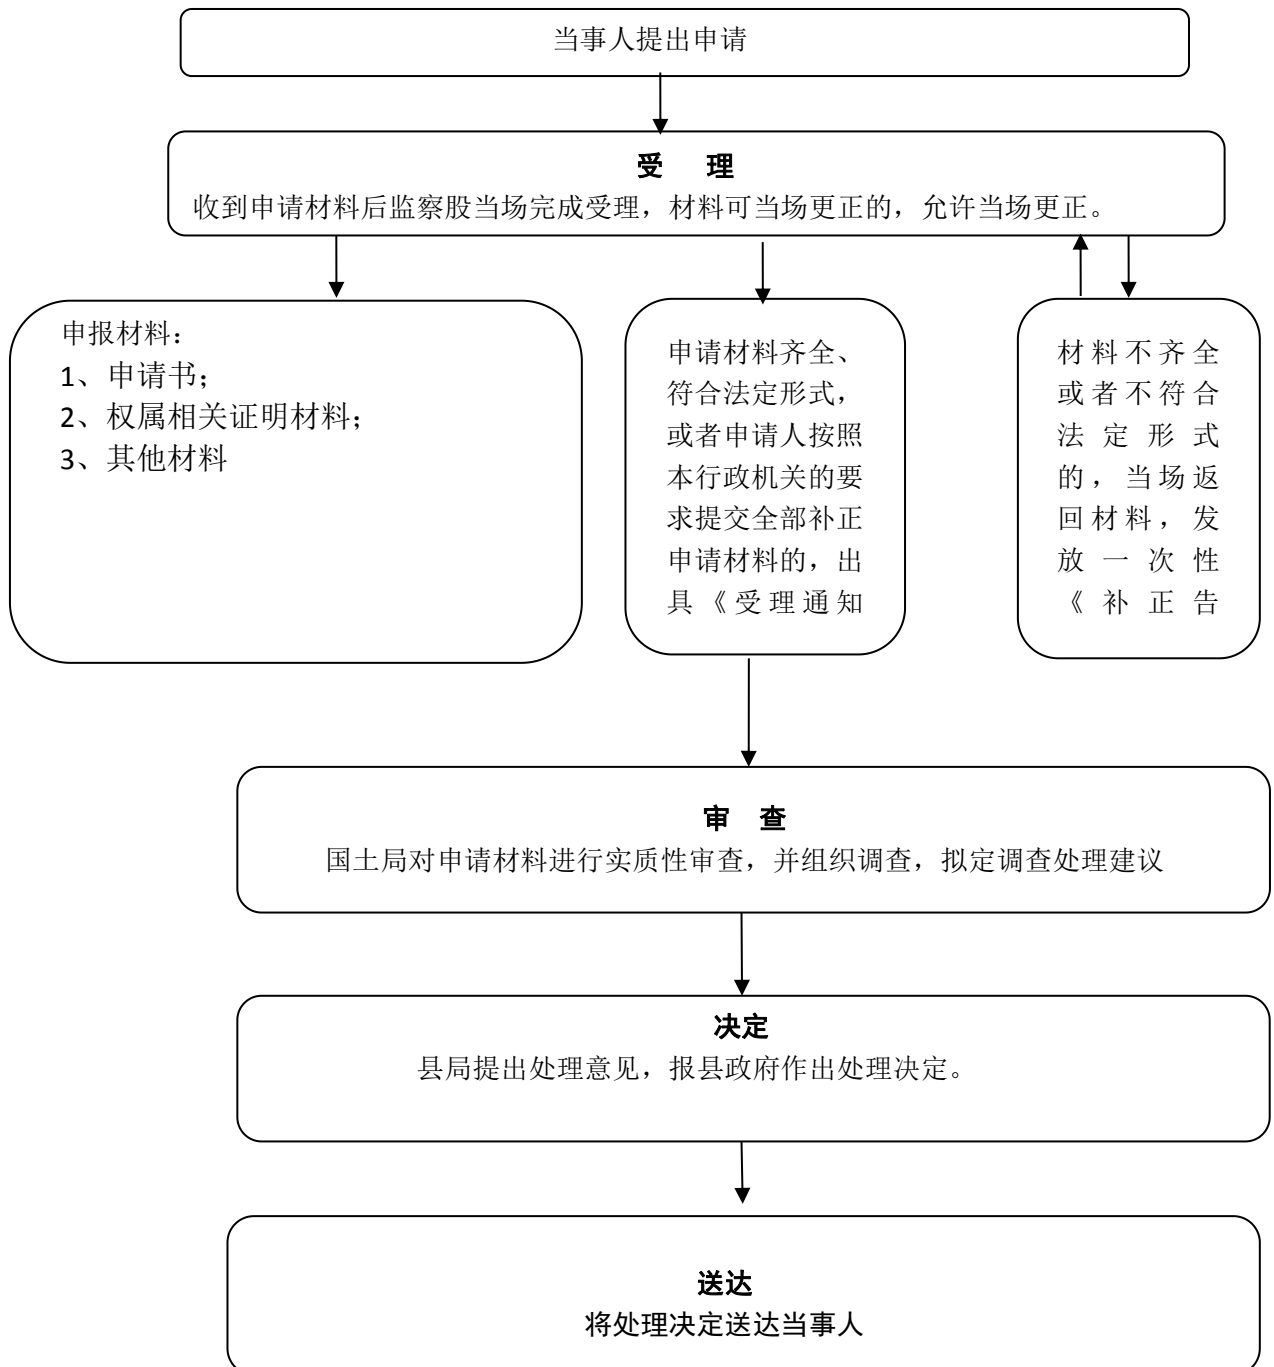 当事人提出申请
受 理
收到申请材料后监察股当场完成受理，材料可当场更正的，允许当场更正。
申报材料：
1、申请书；
2、权属相关证明材料；
3、其他材料
申请材料齐全、
符合法定形式，
或者申请人按照
本行政机关的要
求提交全部补正
申请材料的，出
具《受理通知
材料不齐全
或者不符合
法定形式
的，当场返
回材料，发
放一次性
《补正告
审 查
国土局对申请材料进行实质性审查，并组织调查，拟定调查处理建议
决定
县局提出处理意见，报县政府作出处理决定。
送达
将处理决定送达当事人